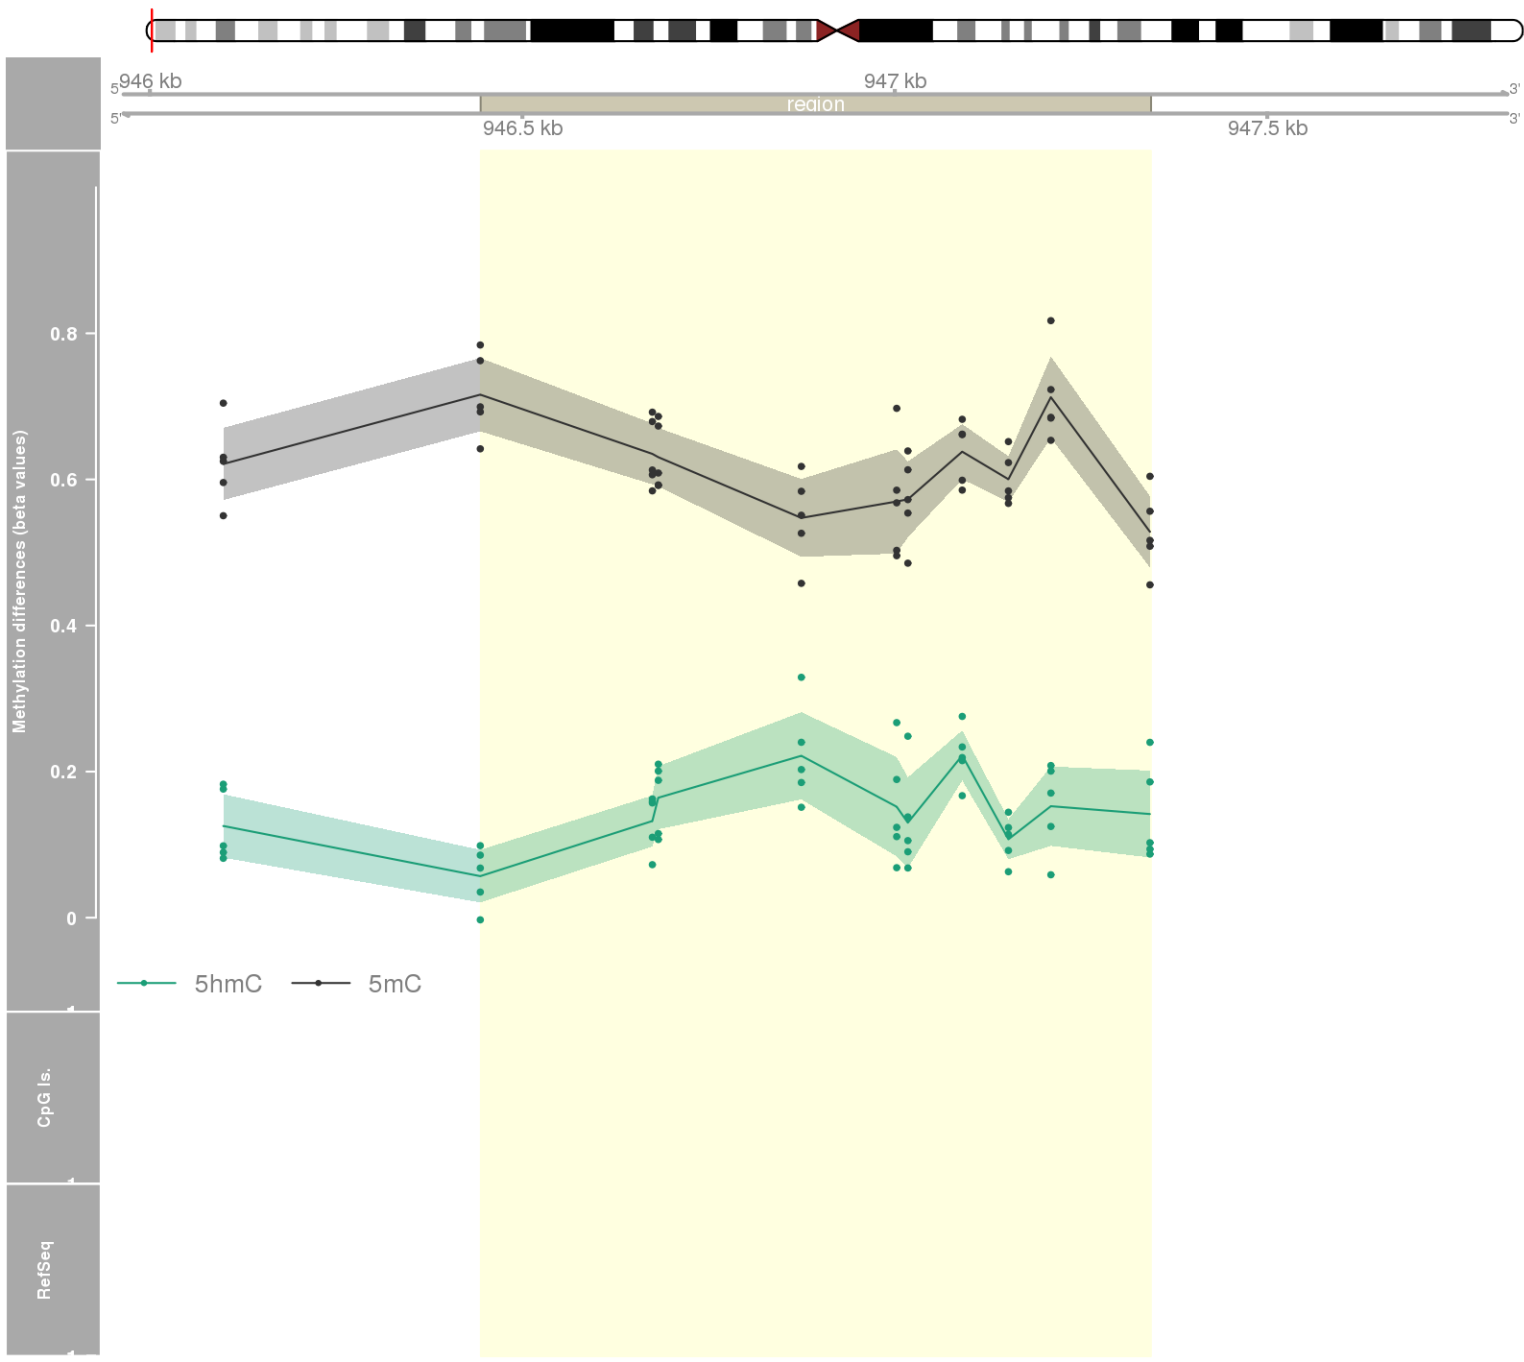 946 kb
947 kb
5'
3'
region
5'
3'
946.5 kb
947.5 kb
Methylation differences (beta values)
0.8
0.6
0.4
0.2
0
5hmC
5mC
CpG Is.
RefSeq